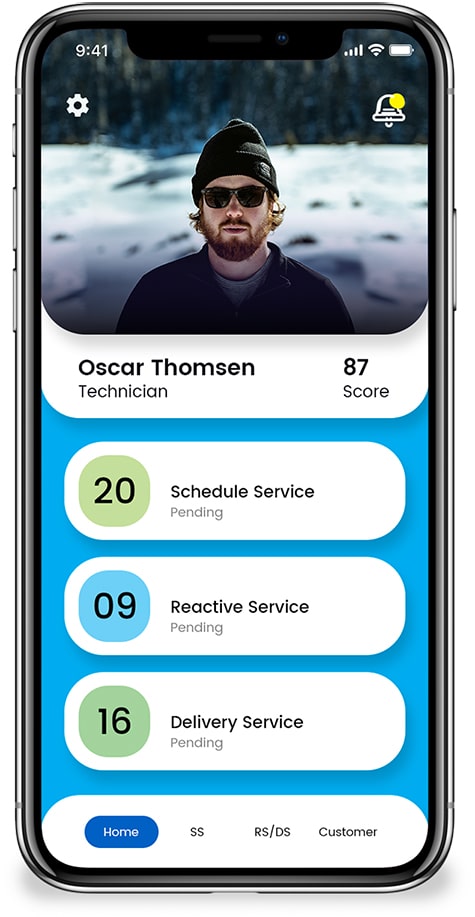 9:41
Oscar Thomsen
87
Technician
Score
20
Schedule Service
Pending
09
Reactive Service
Pending
16
Delivery Service
Pending
Home SS RS/DS Customer